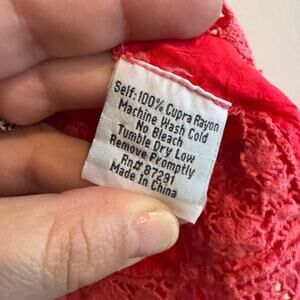 Self: 100% Cupra Rayon
Machine Wash Cold
No Bleach
Tumble Dry Low
Remove Promptly
Rn# 87291
Made In China